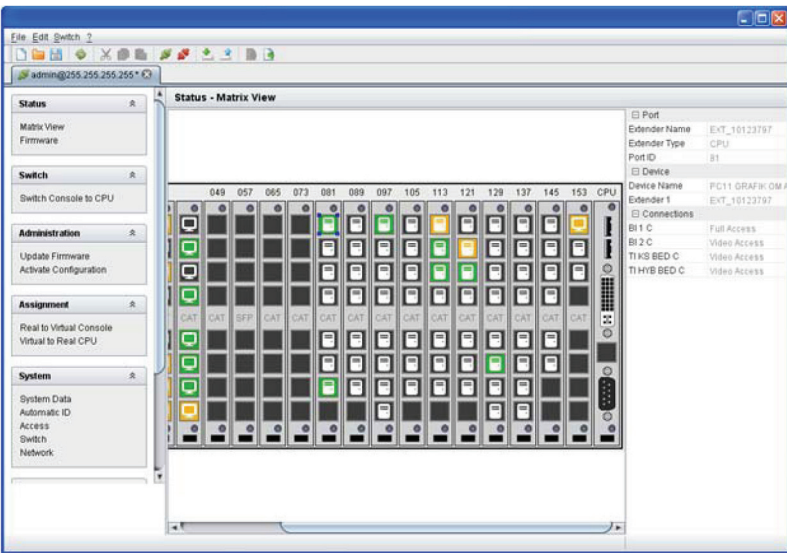 File Edit Switch ?
admin@255.255.255.255*
Status
Matrix View
Firmware
Switch
Switch Console to CPU
Administration
Update Firmware
Activate Configuration
Assignment
Real to Virtual Console
Virtual to Real CPU
System
System Data
Automatic ID
Access
Switch
Network
Status - Matrix View
049 057 065 073 081 089 097 105 113 121 129 137 145 153 CPU
CAT CAT SFP CAT CAT CAT CAT CAT CAT CAT CAT CAT CAT CAT CAT
Port
Extender Name EXT_10123797
Extender Type CPU
Port ID 81
Device
Device Name PC11 GRAFIK OM A
Extender 1 EXT_10123797
Connections
BI 1 C Full Access
BI 2 C Video Access
TI KS BED C Video Access
TI HYB BED C Video Access